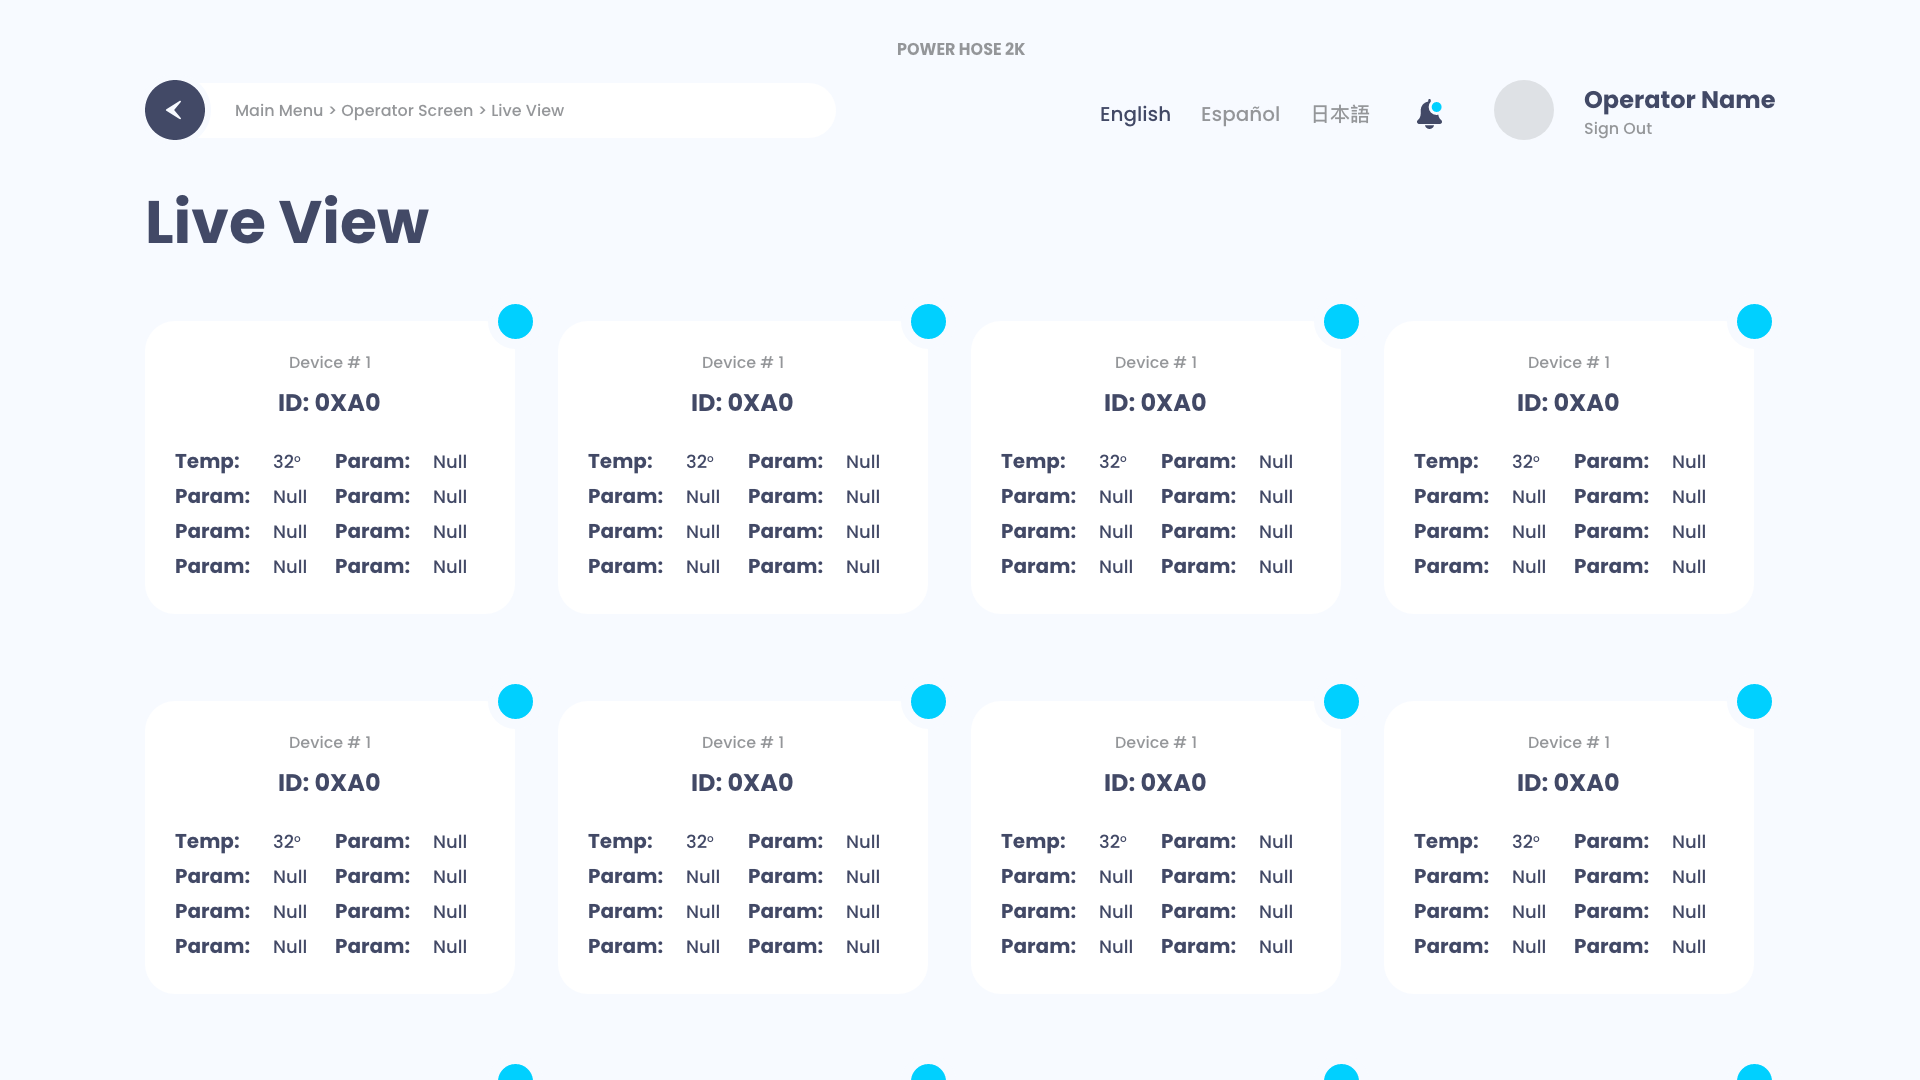 POWER HOSE 2K
Main Menu > Operator Screen > Live View
English Español 日本語
Operator Name
Sign Out
Live View
Device # 1 Device # 1 Device # 1 Device # 1
ID: 0XA0 ID: 0XA0 ID: 0XA0 ID: 0XA0
Temp: 32º Param: Null Temp: 32º Param: Null Temp: 32º Param: Null Temp: 32º Param: Null
Param: Null Param: Null Param: Null Param: Null Param: Null Param: Null Param: Null Param: Null
Param: Null Param: Null Param: Null Param: Null Param: Null Param: Null Param: Null Param: Null
Param: Null Param: Null Param: Null Param: Null Param: Null Param: Null Param: Null Param: Null
Device # 1 Device # 1 Device # 1 Device # 1
ID: 0XA0 ID: 0XA0 ID: 0XA0 ID: 0XA0
Temp: 32º Param: Null Temp: 32º Param: Null Temp: 32º Param: Null Temp: 32º Param: Null
Param: Null Param: Null Param: Null Param: Null Param: Null Param: Null Param: Null Param: Null
Param: Null Param: Null Param: Null Param: Null Param: Null Param: Null Param: Null Param: Null
Param: Null Param: Null Param: Null Param: Null Param: Null Param: Null Param: Null Param: Null